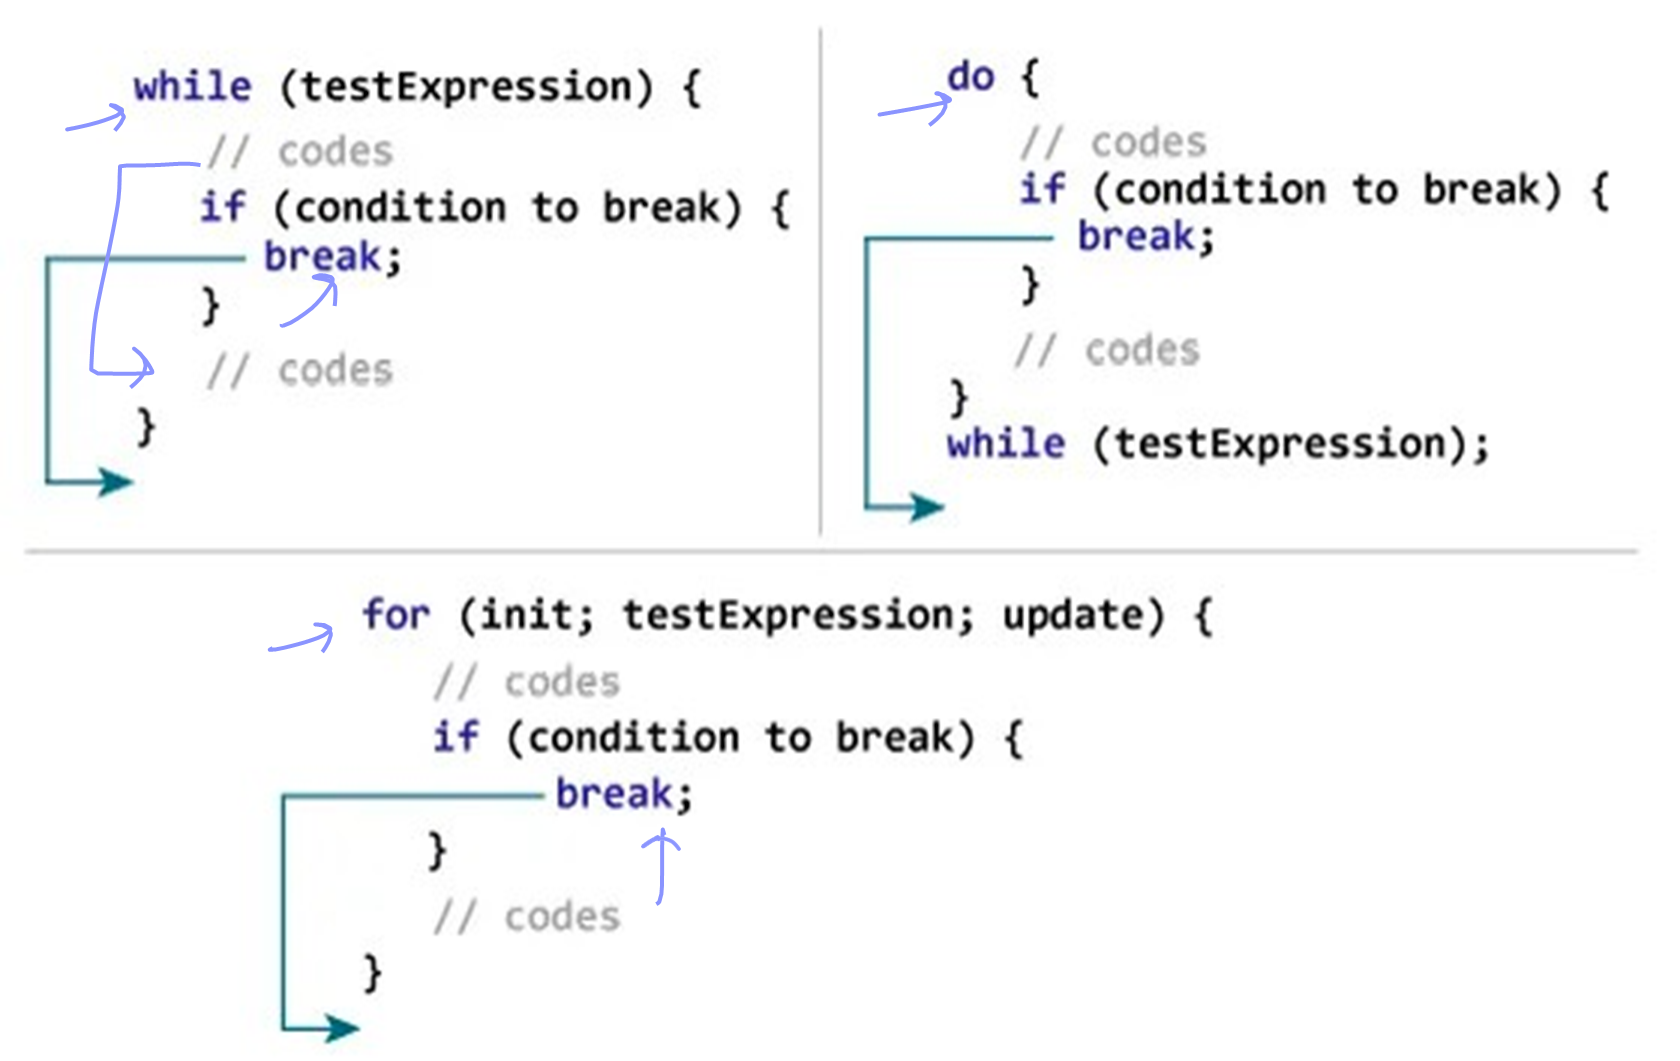 while (testExpression) {
// codes
if (condition to break) {
break;
}
// codes
}
do {
// codes
if (condition to break) {
break;
}
// codes
}
while (testExpression);
for (init; testExpression; update) {
// codes
if (condition to break) {
break;
}
// codes
}